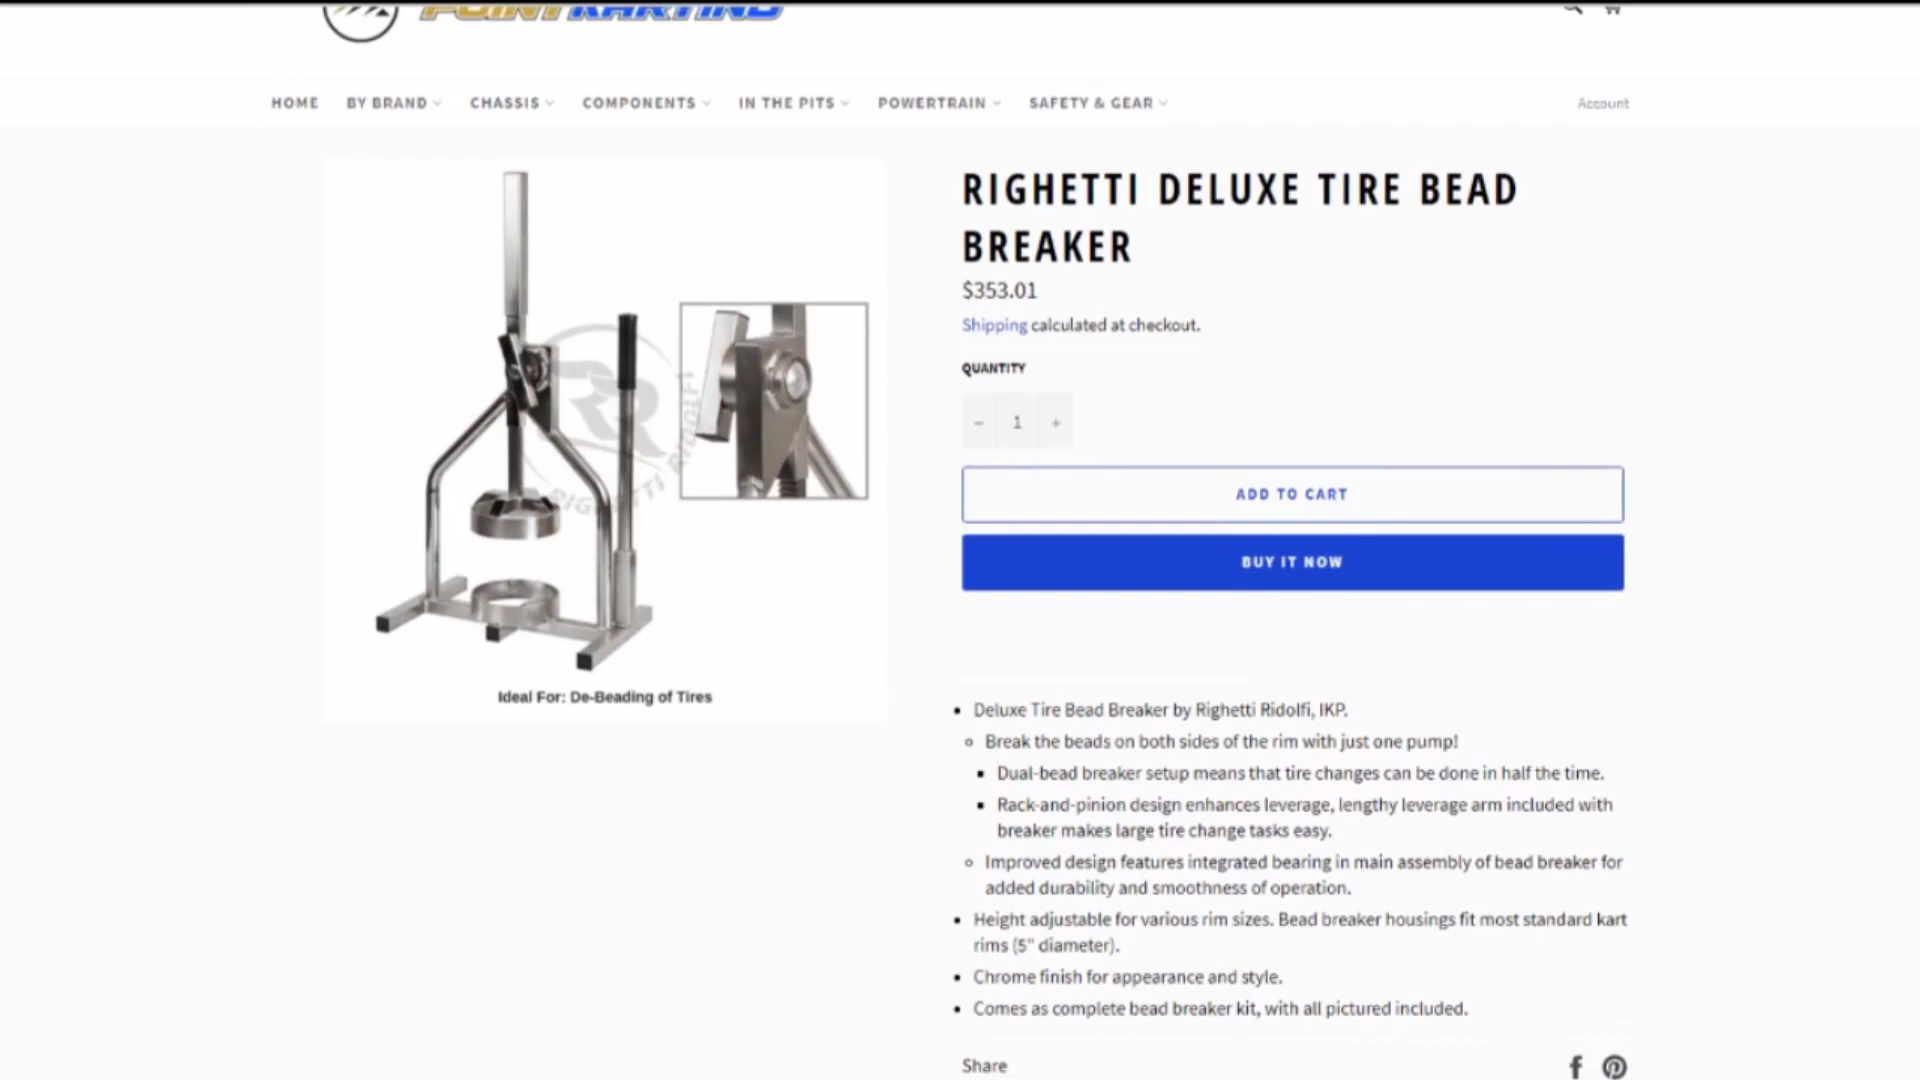 POINTKARTING
HOME BY BRAND CHASSIS COMPONENTS IN THE PITS POWERTRAIN SAFETY & GEAR Account
RIGHETTI RIDOLFI
Ideal For: De-Beading of Tires
RIGHETTI DELUXE TIRE BEAD
BREAKER
$353.01
Shipping calculated at checkout.
QUANTITY
− 1 +
ADD TO CART
BUY IT NOW
Deluxe Tire Bead Breaker by Righetti Ridolfi, IKP.
Break the beads on both sides of the rim with just one pump!
Dual-bead breaker setup means that tire changes can be done in half the time.
Rack-and-pinion design enhances leverage, lengthy leverage arm included with
breaker makes large tire change tasks easy.
Improved design features integrated bearing in main assembly of bead breaker for
added durability and smoothness of operation.
Height adjustable for various rim sizes. Bead breaker housings fit most standard kart
rims (5" diameter).
Chrome finish for appearance and style.
Comes as complete bead breaker kit, with all pictured included.
Share